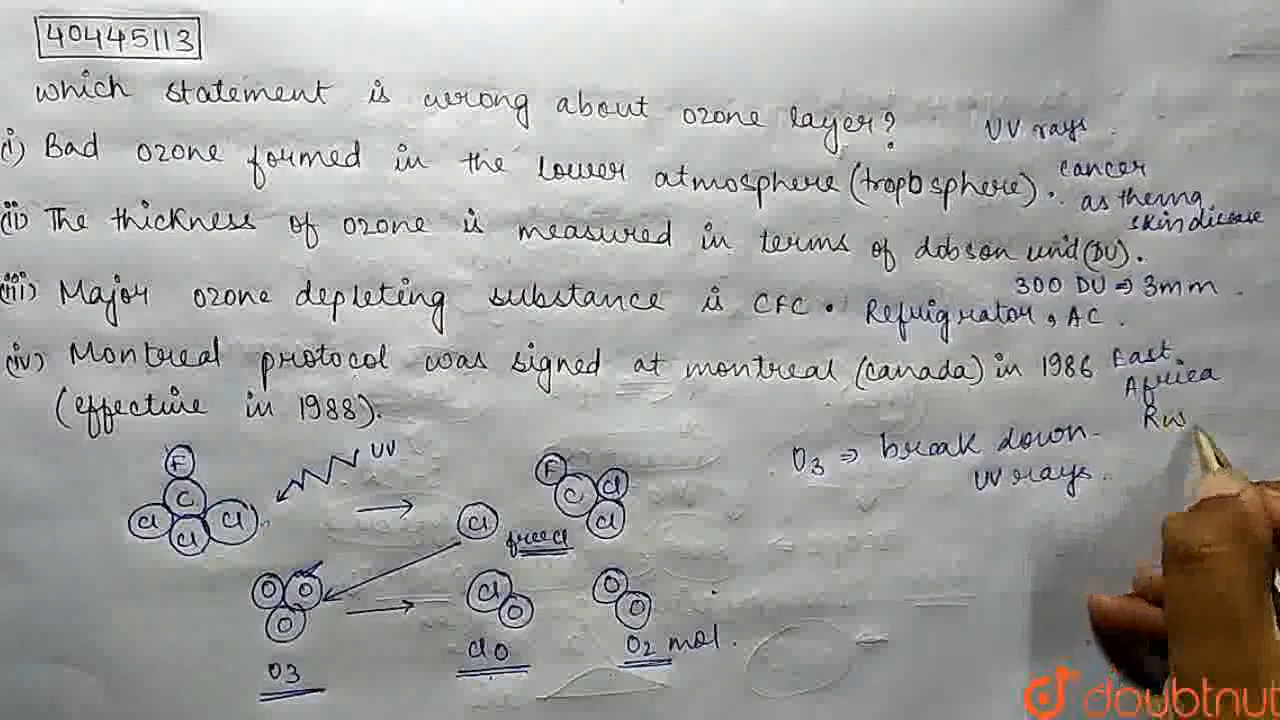 40445113
which statement is wrong about ozone layer?
UV rays.
(i) Bad ozone formed in the lower atmosphere (troposphere).
cancer
asthema
skin disease
(ii) The thickness of ozone is measured in terms of dobson unit (DU).
300 DU ⇒ 3mm.
(iii) Major ozone depleting substance is CFC.
Refrigrator, AC.
(iv) Montreal protocol was signed at montreal (canada) in 1986
(effective in 1988).
East
Africa
Rw
O3 ⇒ break down
UV rays.
UV
F
C
Cl Cl
Cl
Cl
free Cl
F
C Cl
Cl
O O
O
O3
Cl
O
ClO
O
O
O2 mol.
doubtnut